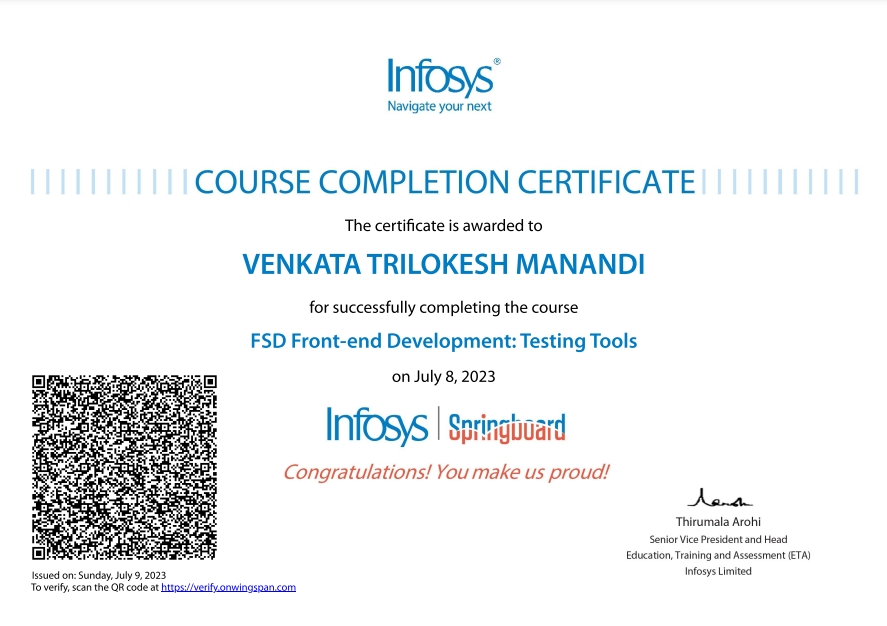 Infosys®
Navigate your next
COURSE COMPLETION CERTIFICATE
The certificate is awarded to
VENKATA TRILOKESH MANANDI
for successfully completing the course
FSD Front-end Development: Testing Tools
on July 8, 2023
Infosys | Springboard
Congratulations! You make us proud!
Thirumala Arohi
Senior Vice President and Head
Education, Training and Assessment (ETA)
Infosys Limited
Issued on: Sunday, July 9, 2023
To verify, scan the QR code at https://verify.onwingspan.com